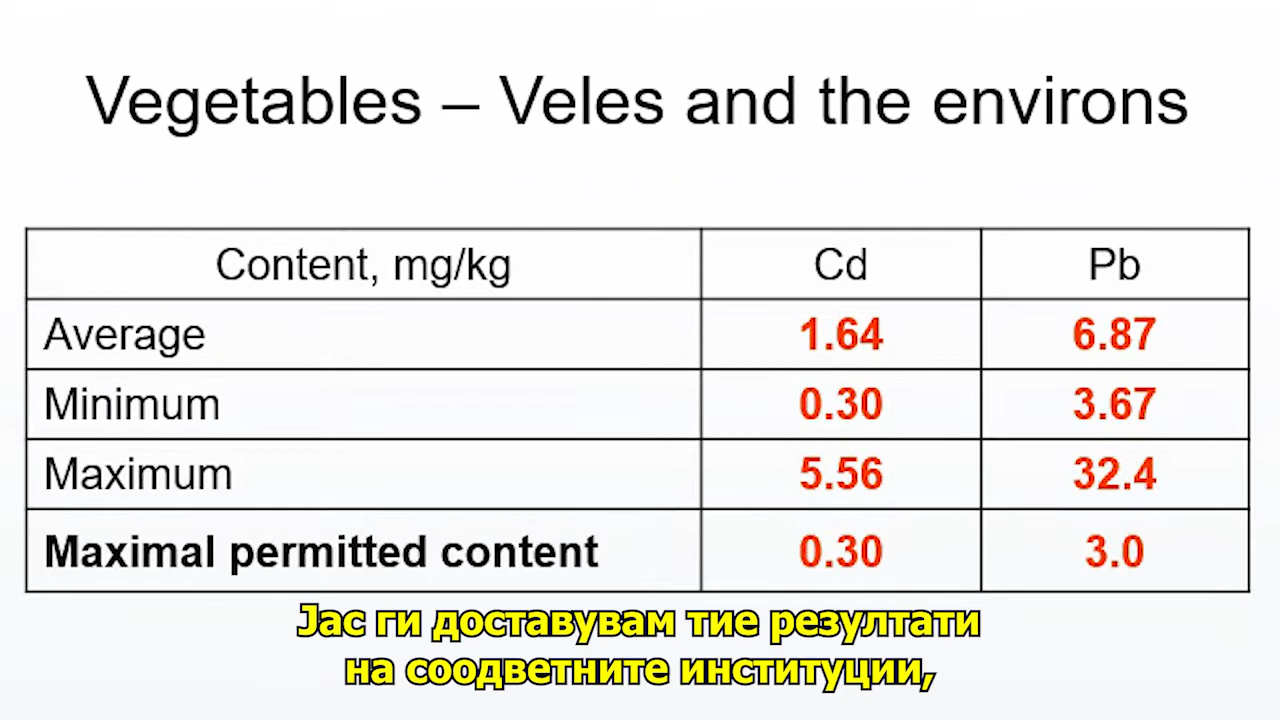 Vegetables – Veles and the environs
Content, mg/kg Cd Pb
Average 1.64 6.87
Minimum 0.30 3.67
Maximum 5.56 32.4
Maximal permitted content 0.30 3.0
Јас ги доставувам тие резултати
на соодветните институции,